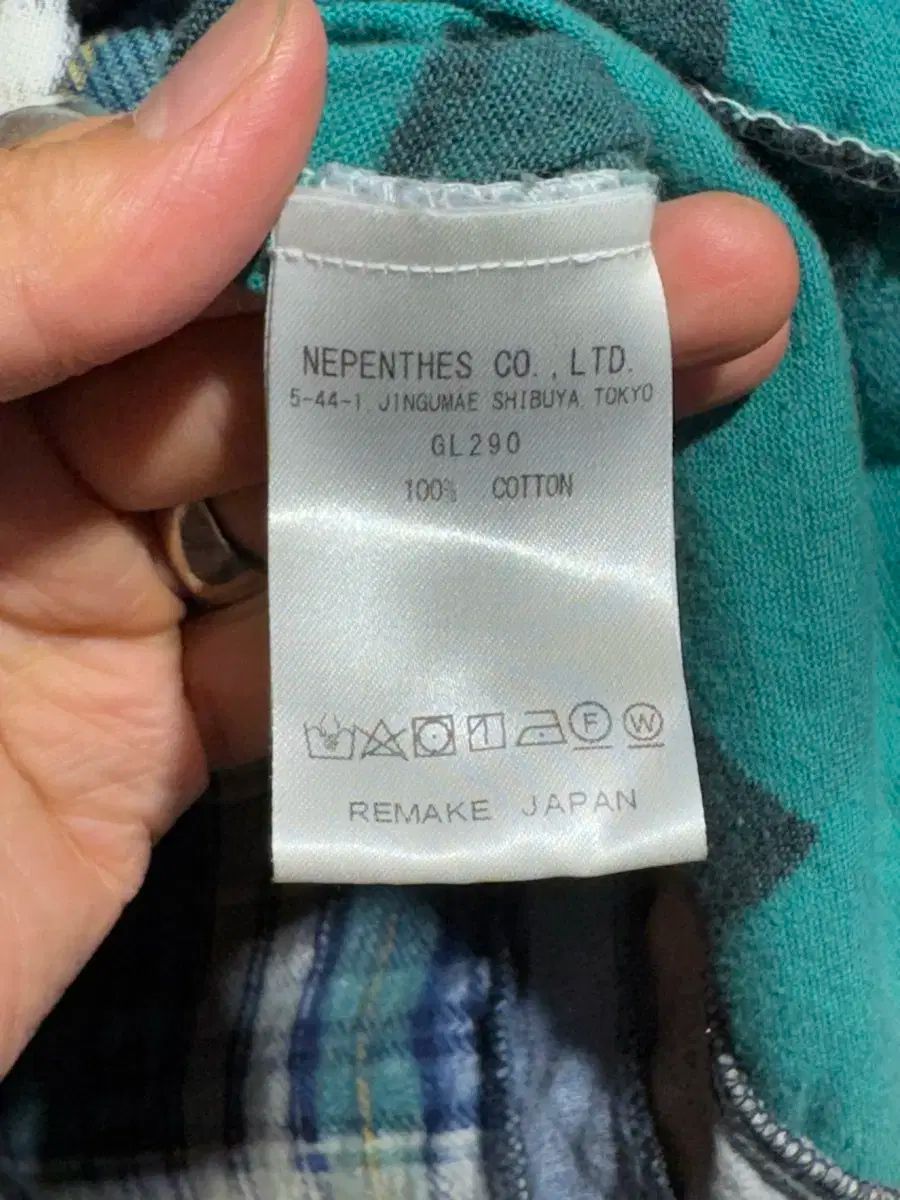 NEPENTHES CO., LTD.
5-44-1, JINGUMAE SHIBUYA, TOKYO
GL290
100% COTTON
F W
REMAKE JAPAN